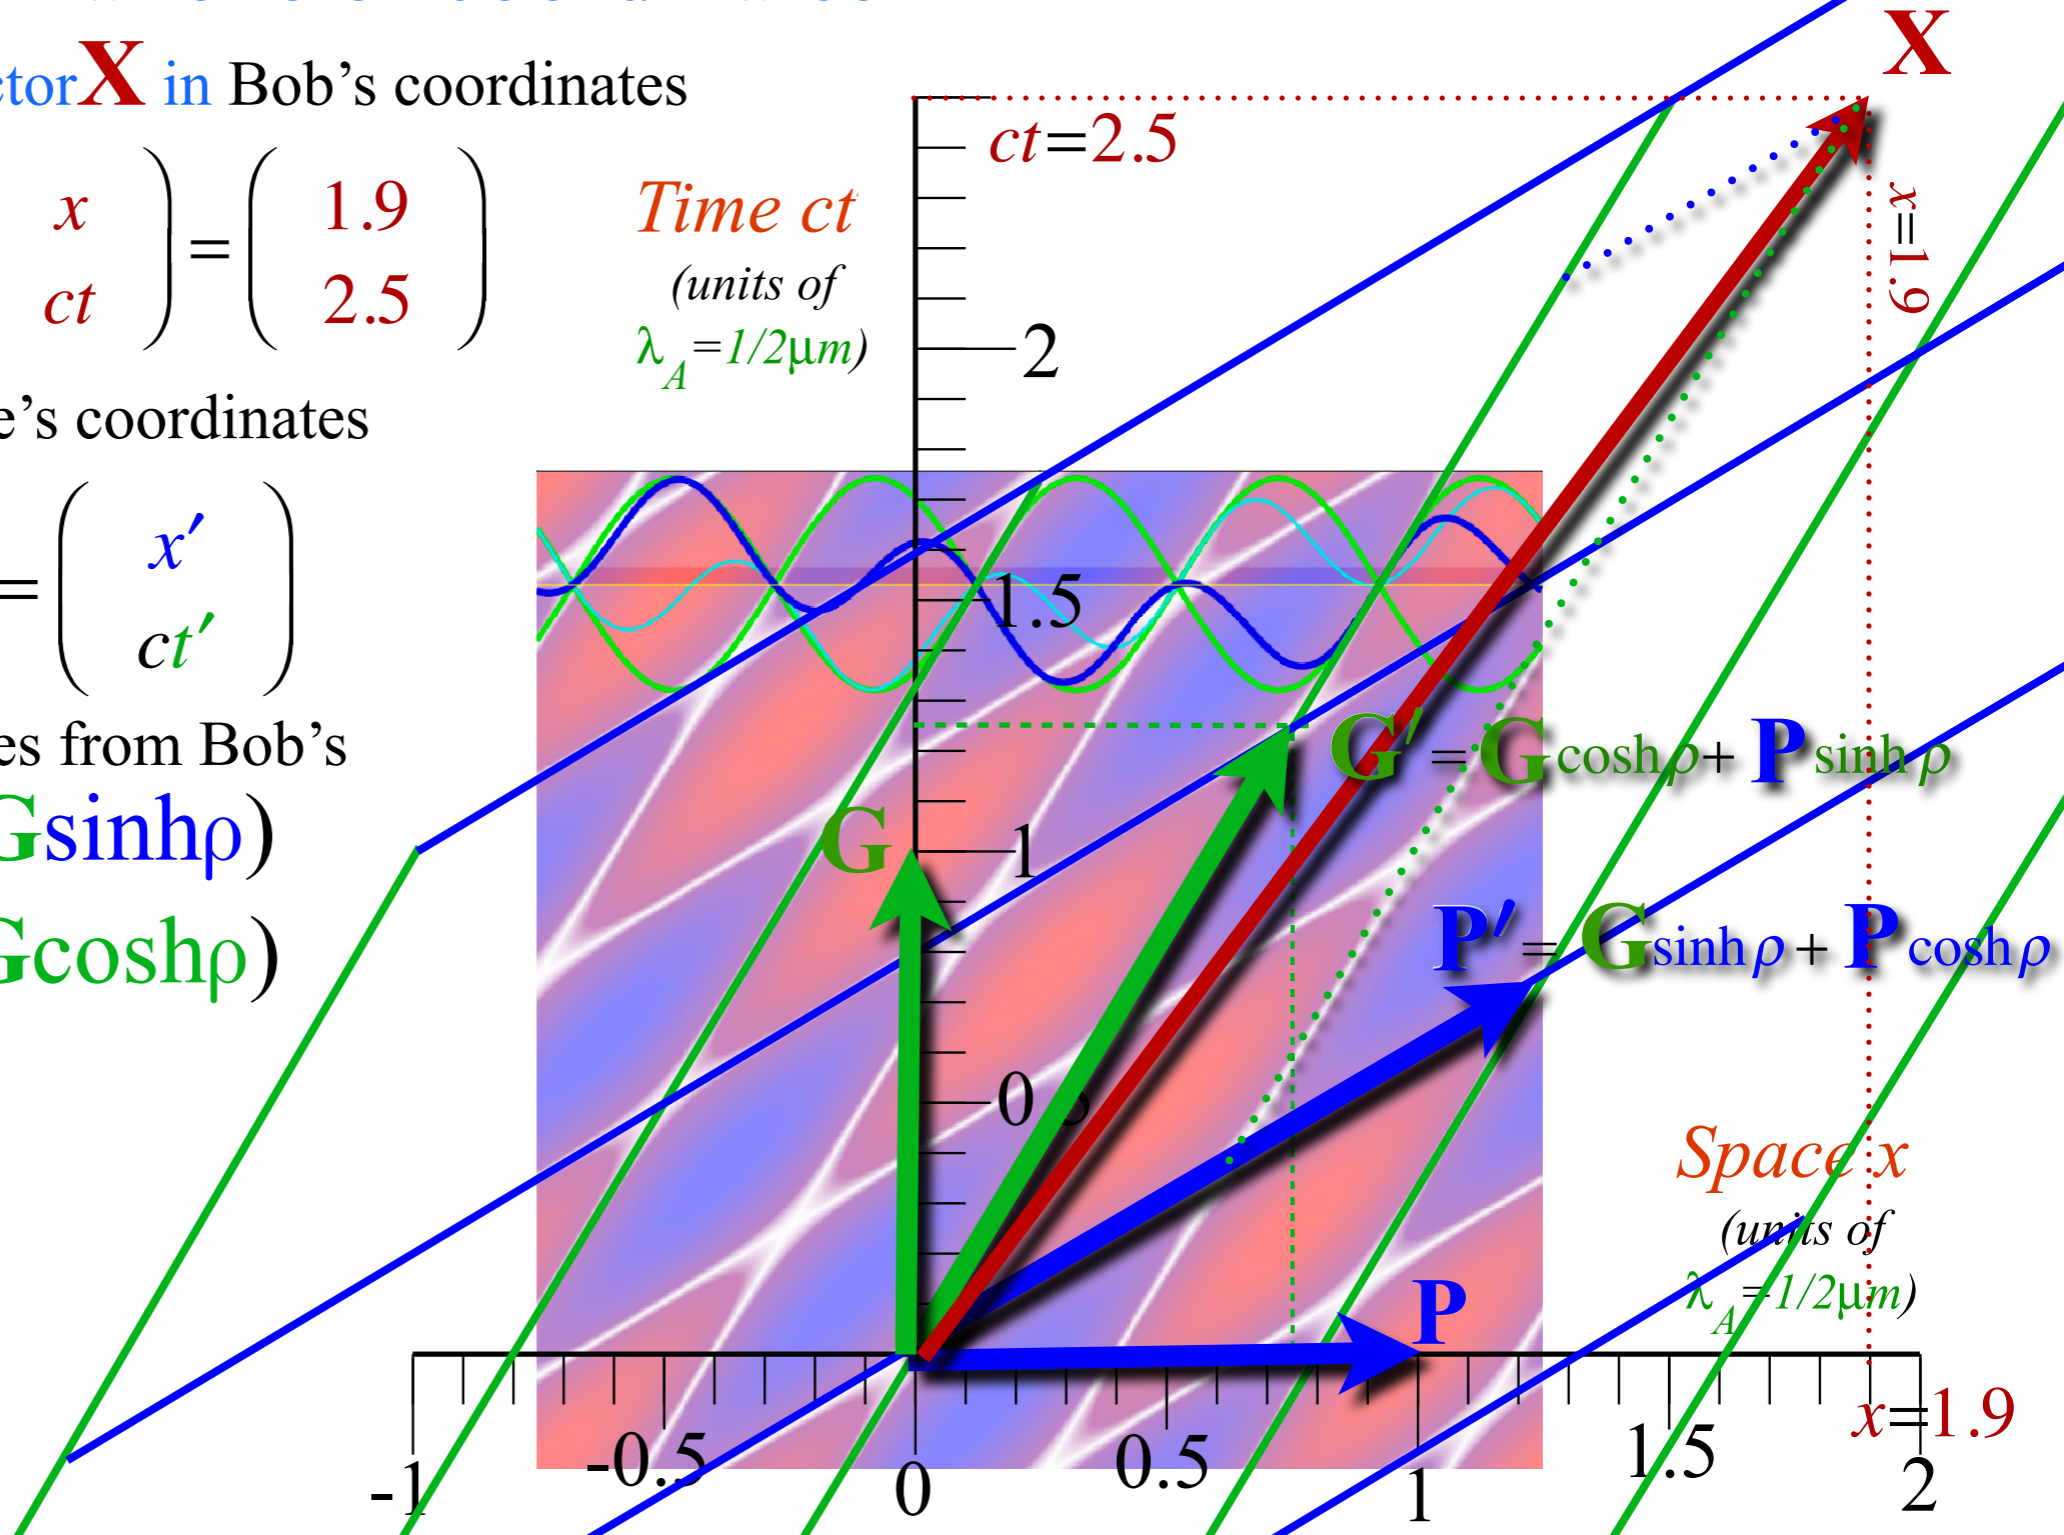 ctor X in Bob's coordinates
x
ct
=
1.9
2.5
Time ct
(units of
λA=1/2μm)
ct=2.5
X
x=1.9
2
e's coordinates
=
x′
ct′
1.5
es from Bob's
Gsinhρ)
Gcoshρ)
G′ = Gcoshρ+ Psinhρ
G
1
P′ = Gsinhρ + Pcoshρ
0.5
Space x
(units of
λA=1/2μm)
P
x=1.9
-1
-0.5
0
0.5
1
1.5
2